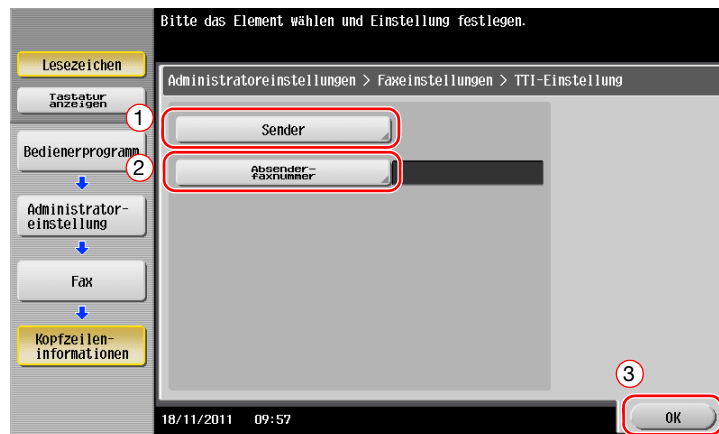 Bitte das Element wählen und Einstellung festlegen.
Lesezeichen
Tastatur
anzeigen
Bedienerprogramm
Administrator-
einstellung
Fax
Kopfzeilen-
informationen
Administratoreinstellungen > Faxeinstellungen > TTI-Einstellung
1
Sender
2
Absender-
faxnummer
3
18/11/2011 09:57
OK